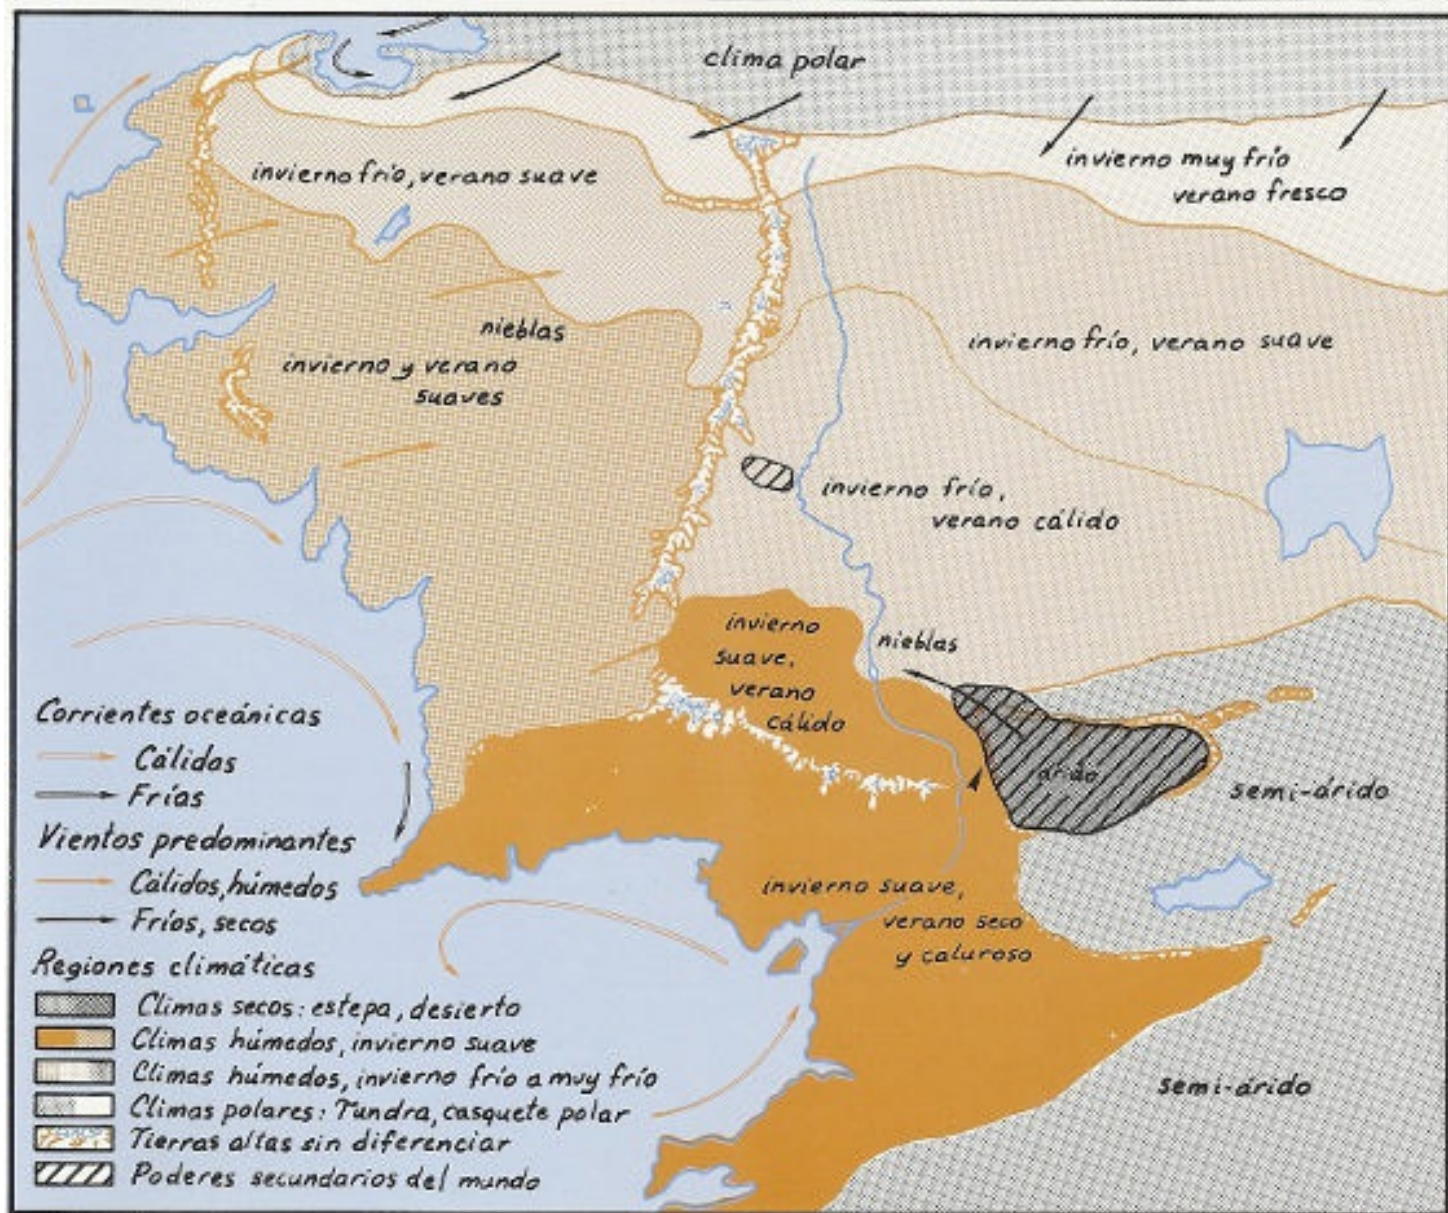 clima polar
invierno muy frío
verano fresco
invierno frío, verano suave
invierno frío, verano suave
nieblas
invierno y verano
suaves
invierno frío,
verano cálido
invierno
suave,
verano
cálido
nieblas
árido
semi-árido
invierno suave,
verano seco
y caluroso
semi-árido
Corrientes oceánicas
Cálidas
Frías
Vientos predominantes
Cálidos, húmedos
Fríos, secos
Regiones climáticas
Climas secos: estepa, desierto
Climas húmedos, invierno suave
Climas húmedos, invierno frío a muy frío
Climas polares: Tundra, casquete polar
Tierras altas sin diferenciar
Poderes secundarios del mundo